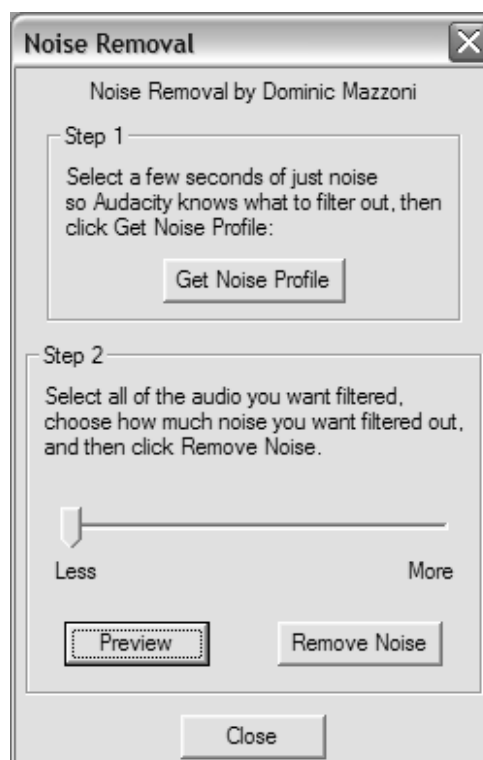 Noise Removal
Noise Removal by Dominic Mazzoni
Step 1
Select a few seconds of just noise
so Audacity knows what to filter out, then
click Get Noise Profile:
Get Noise Profile
Step 2
Select all of the audio you want filtered,
choose how much noise you want filtered out,
and then click Remove Noise.
Less More
Preview Remove Noise
Close